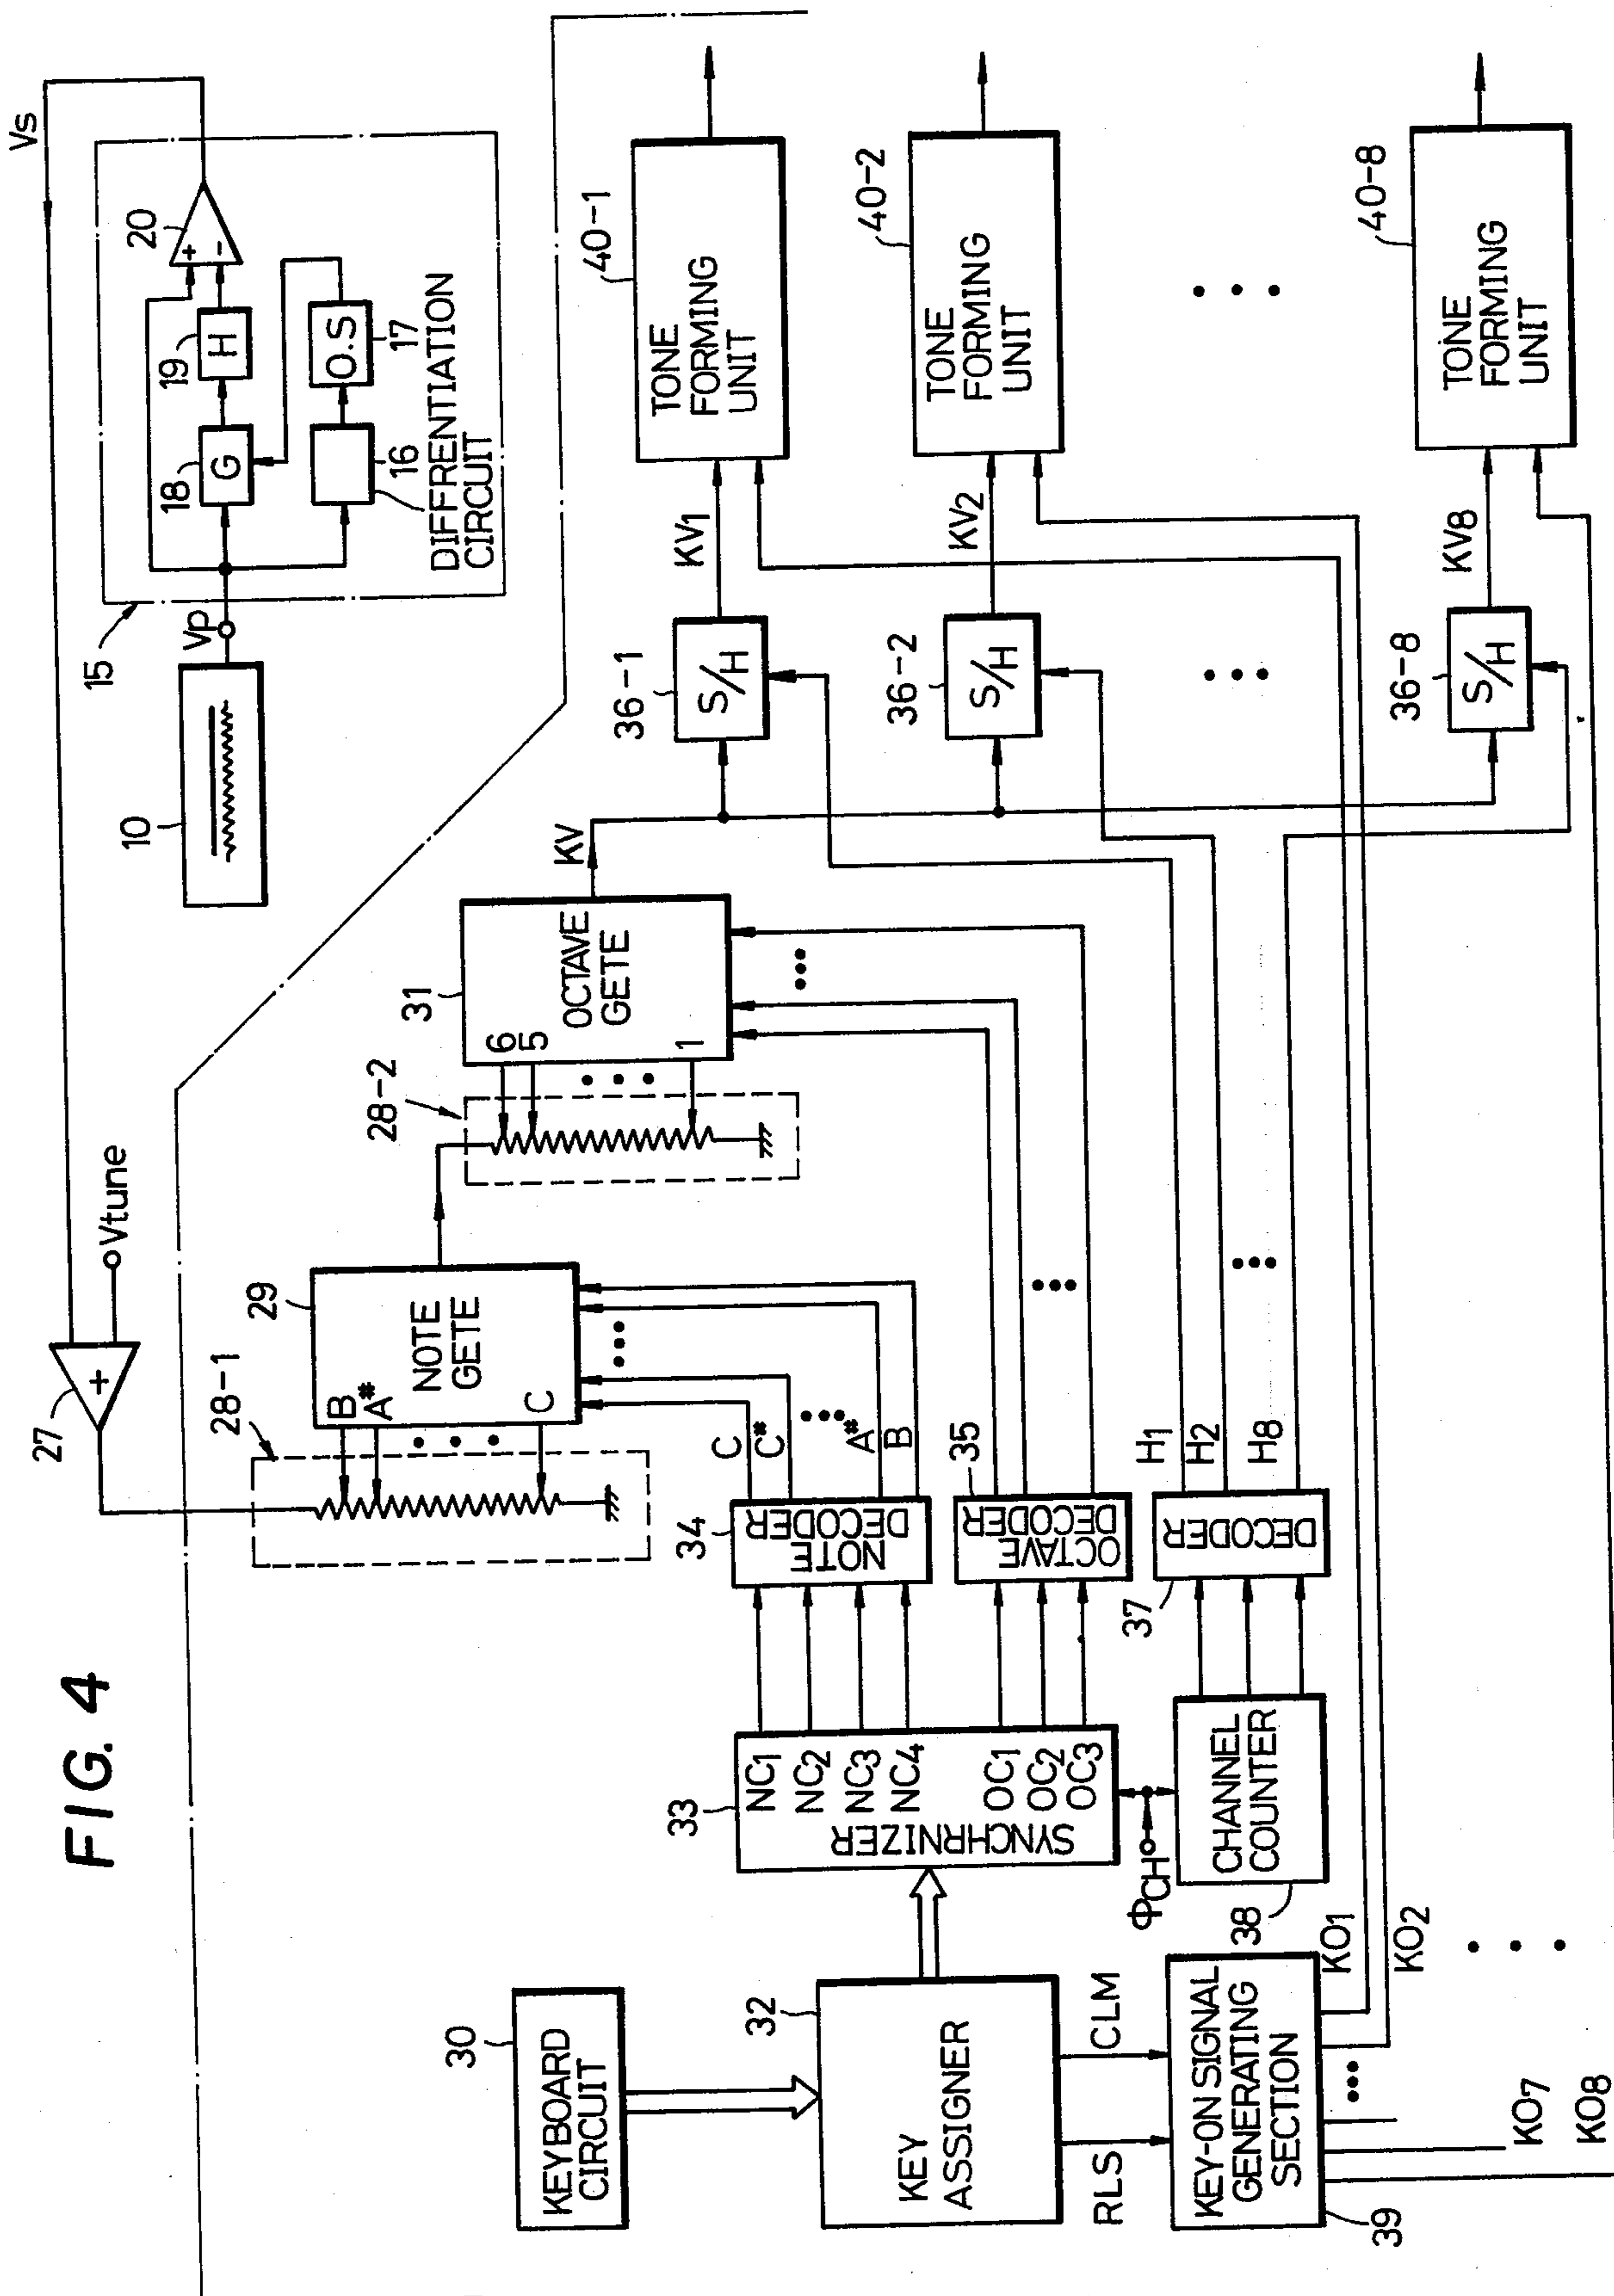 FIG. 4
Vs
27
+
Vtune
10
Vp
15
18
G
19
H
20
+
-
16
O.S
17
DIFFERENTIATION
CIRCUIT
28-1
29
B
A#
C
NOTE
GETE
28-2
31
6
5
1
OCTAVE
GETE
KV
36-1
S/H
KV1
40-1
TONE
FORMING
UNIT
36-2
S/H
KV2
40-2
TONE
FORMING
UNIT
36-8
S/H
KV8
40-8
TONE
FORMING
UNIT
30
KEYBOARD
CIRCUIT
32
KEY
ASSIGNER
RLS
CLM
33
SYNCHRNIZER
NC1
NC2
NC3
NC4
OC1
OC2
OC3
34
NOTE
DECODER
C
C#
A#
B
35
OCTAVE
DECODER
ΦCH
38
CHANNEL
COUNTER
37
DECODER
H1
H2
H8
39
KEY-ON SIGNAL
GENERATING
SECTION
KO1
KO2
KO7
KO8